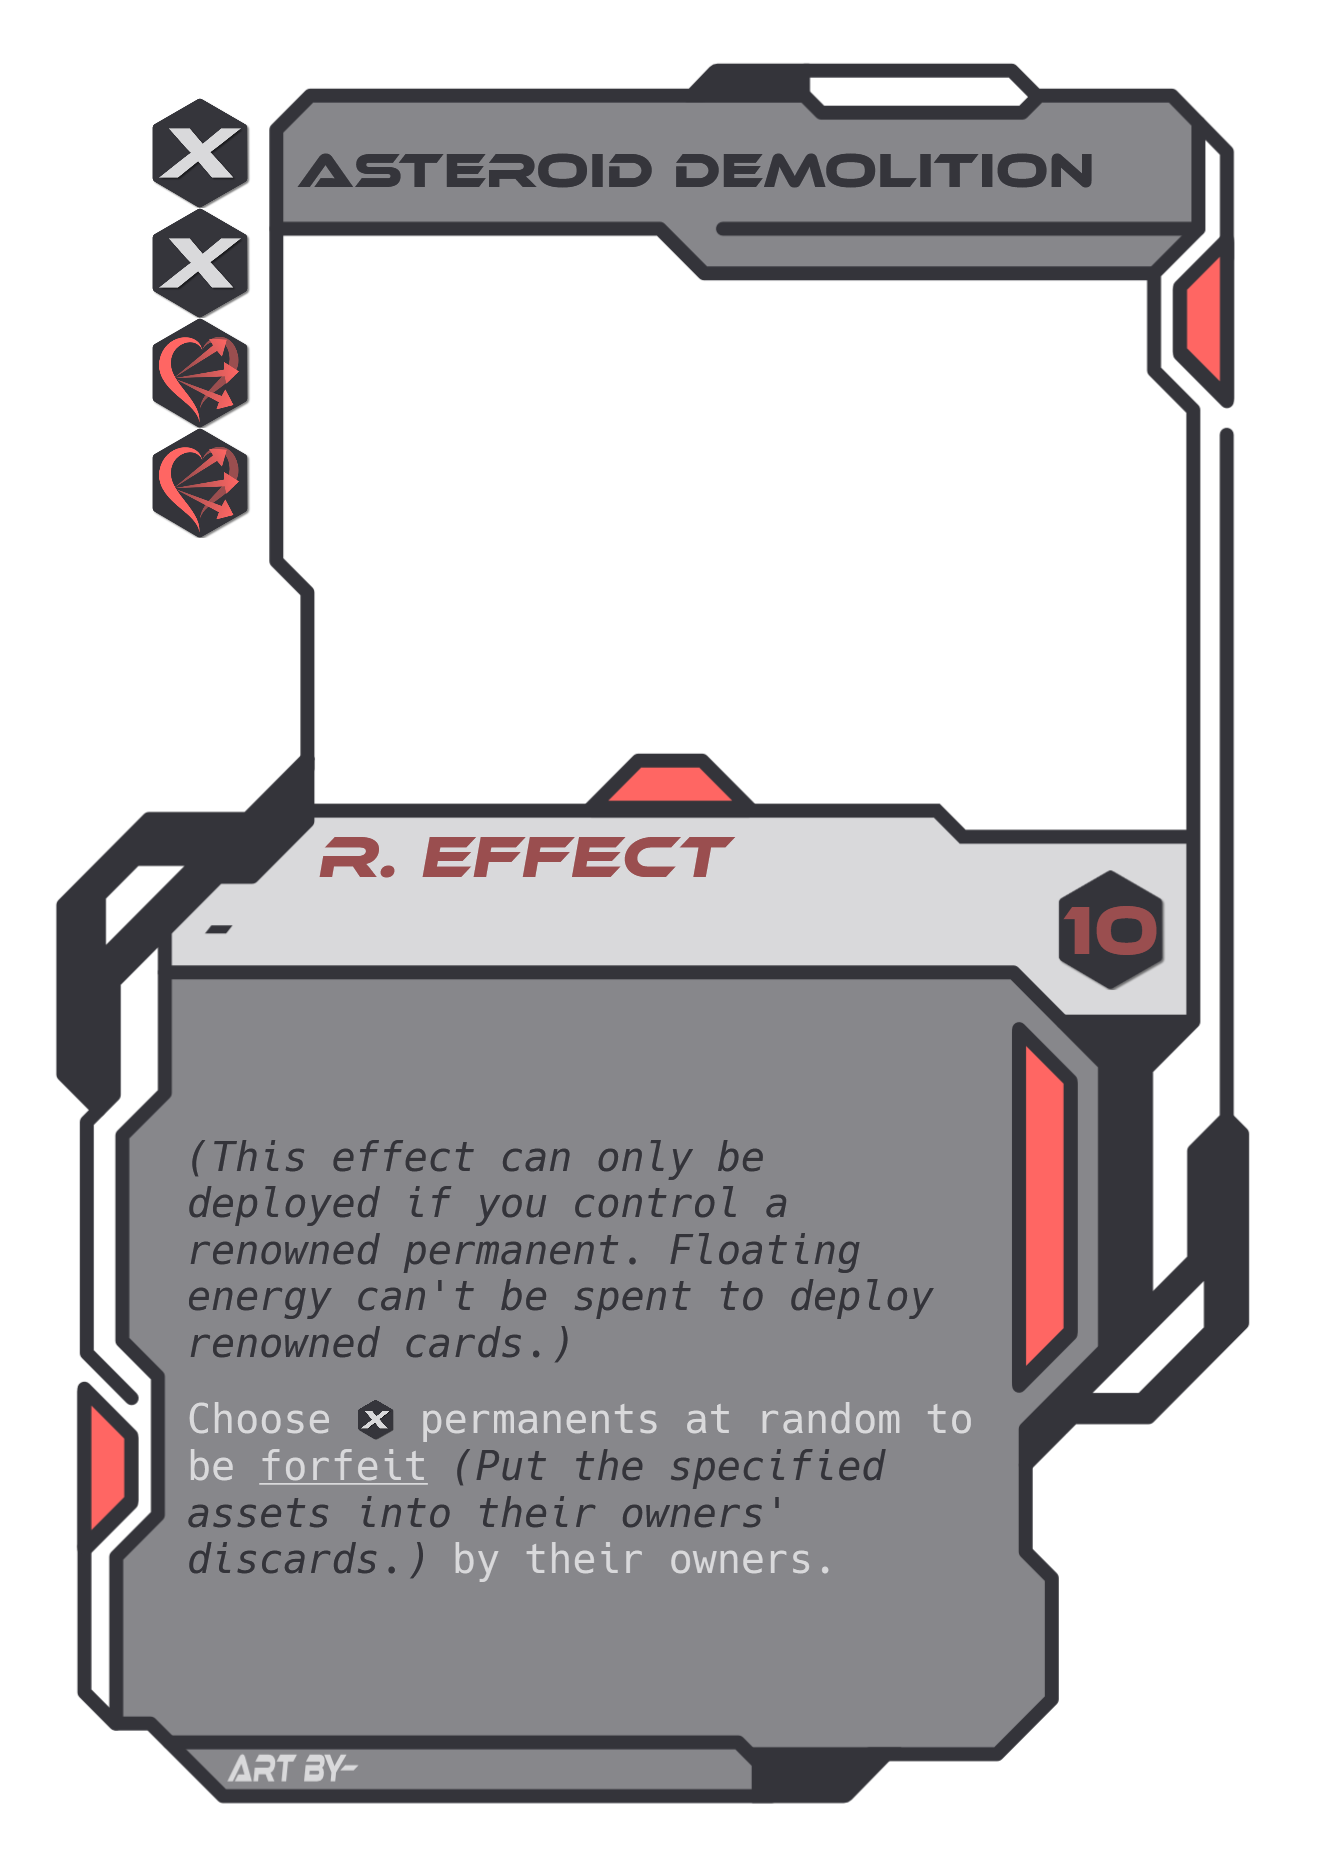 ASTEROID DEMOLITION
X
X
R. EFFECT
-
10
(This effect can only be
deployed if you control a
renowned permanent. Floating
energy can't be spent to deploy
renowned cards.)
Choose X permanents at random to
be forfeit (Put the specified
assets into their owners'
discards.) by their owners.
ART BY-